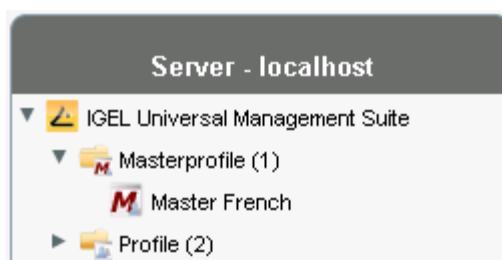 Server - localhost
IGEL Universal Management Suite
Masterprofile (1)
Master French
Profile (2)